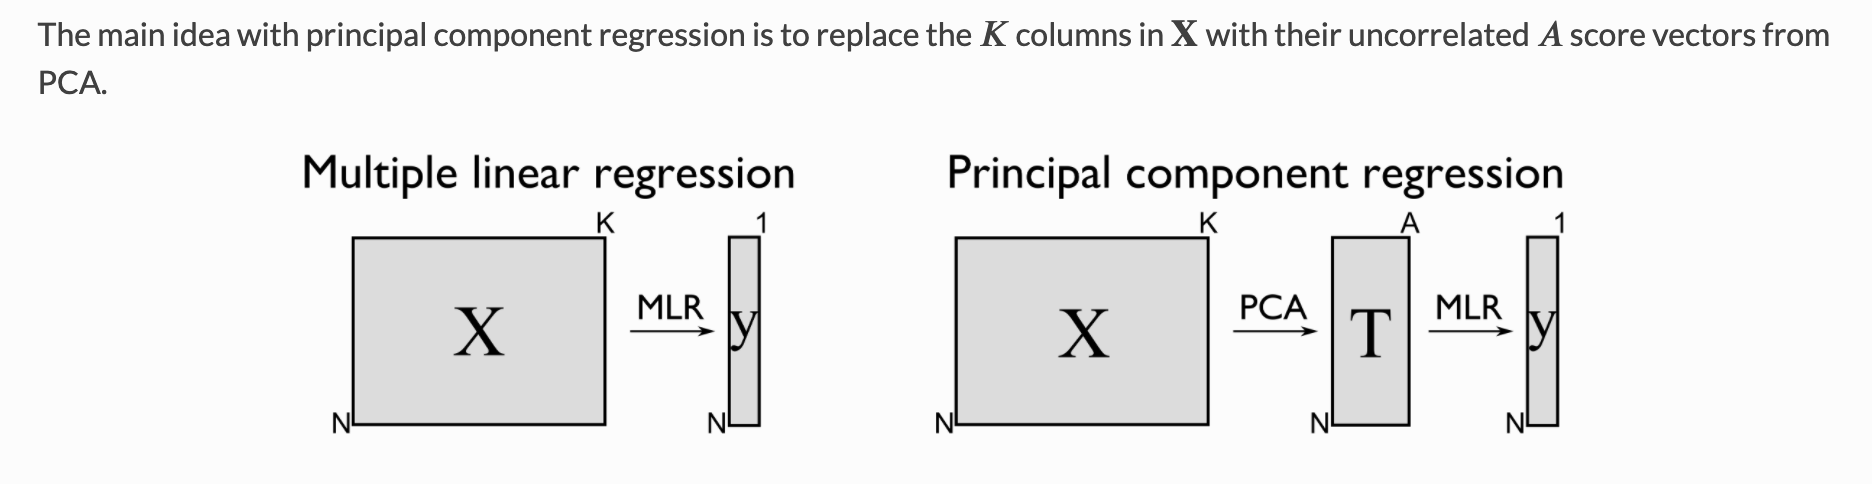 The main idea with principal component regression is to replace the K columns in X with their uncorrelated A score vectors from
PCA.
Multiple linear regression
K
1
X
MLR
y
N
N
Principal component regression
K
A
1
X
PCA
T
MLR
y
N
N
N